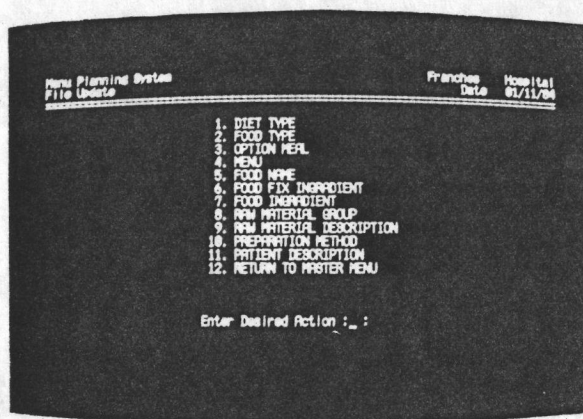 Menu Planning System Franches Hospital
File Update Date 01/11/84
1. DIET TYPE
2. FOOD TYPE
3. OPTION MEAL
4. MENU
5. FOOD NAME
6. FOOD FIX INGRADIENT
7. FOOD INGRADIENT
8. RAW MATERIAL GROUP
9. RAW MATERIAL DESCRIPTION
10. PREPARATION METHOD
11. PATIENT DESCRIPTION
12. RETURN TO MASTER MENU
Enter Desired Action :_ :